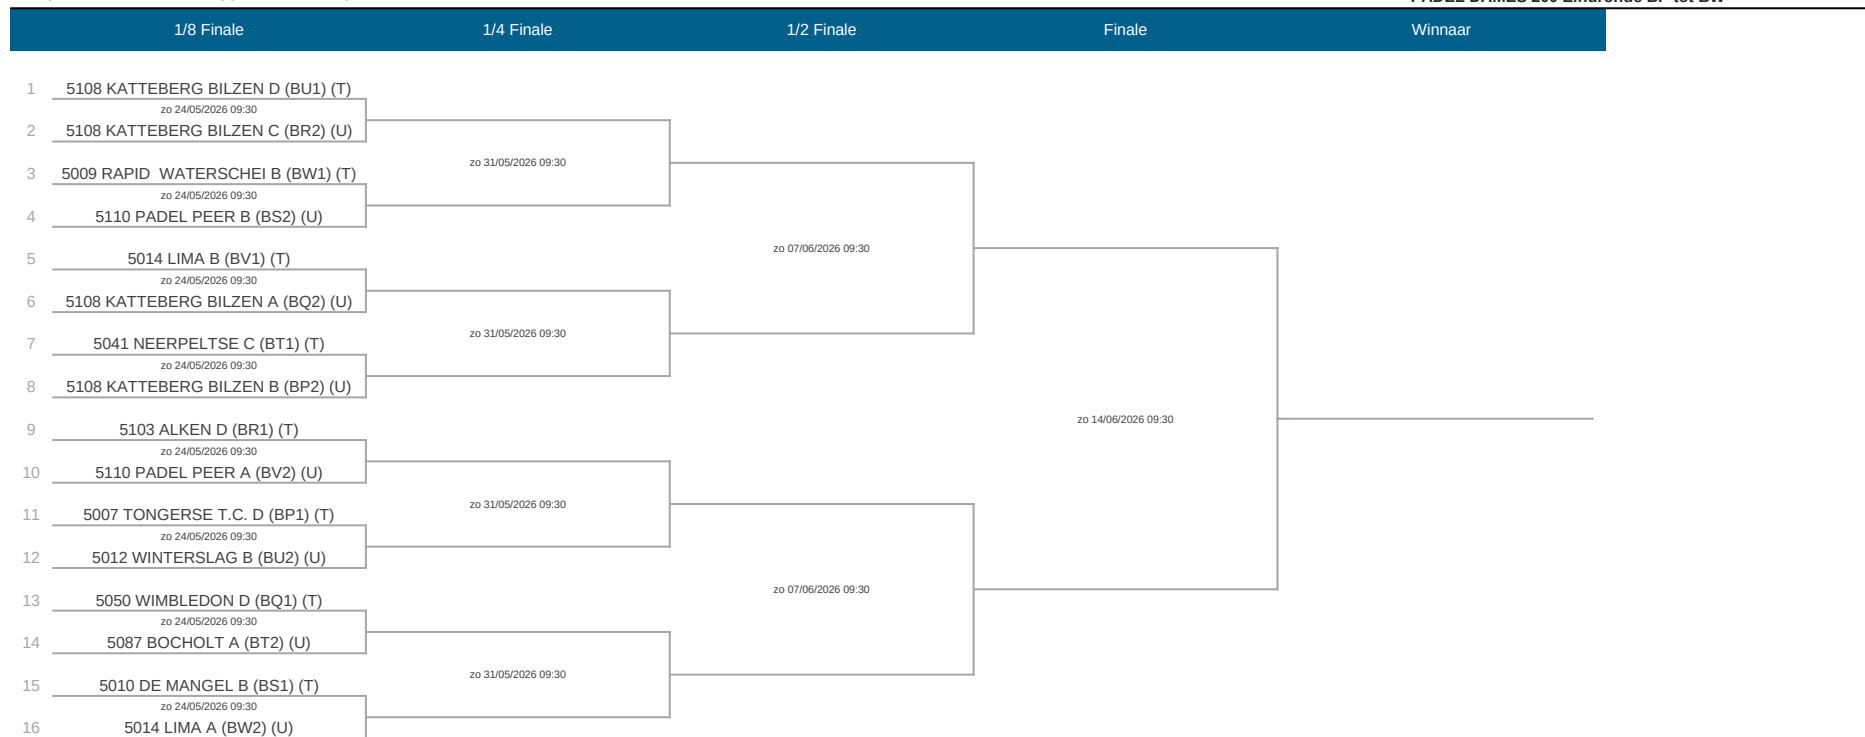 1/8 Finale 1/4 Finale 1/2 Finale Finale Winnaar
1 5108 KATTEBERG BILZEN D (BU1) (T)
zo 24/05/2026 09:30
2 5108 KATTEBERG BILZEN C (BR2) (U)
zo 31/05/2026 09:30
3 5009 RAPID WATERSCHEI B (BW1) (T)
zo 24/05/2026 09:30
4 5110 PADEL PEER B (BS2) (U)
zo 07/06/2026 09:30
5 5014 LIMA B (BV1) (T)
zo 24/05/2026 09:30
6 5108 KATTEBERG BILZEN A (BQ2) (U)
zo 31/05/2026 09:30
7 5041 NEERPELTSE C (BT1) (T)
zo 24/05/2026 09:30
8 5108 KATTEBERG BILZEN B (BP2) (U)
zo 14/06/2026 09:30
9 5103 ALKEN D (BR1) (T)
zo 24/05/2026 09:30
10 5110 PADEL PEER A (BV2) (U)
zo 31/05/2026 09:30
11 5007 TONGERSE T.C. D (BP1) (T)
zo 24/05/2026 09:30
12 5012 WINTERSLAG B (BU2) (U)
zo 07/06/2026 09:30
13 5050 WIMBLEDON D (BQ1) (T)
zo 24/05/2026 09:30
14 5087 BOCHOLT A (BT2) (U)
zo 31/05/2026 09:30
15 5010 DE MANGEL B (BS1) (T)
zo 24/05/2026 09:30
16 5014 LIMA A (BW2) (U)